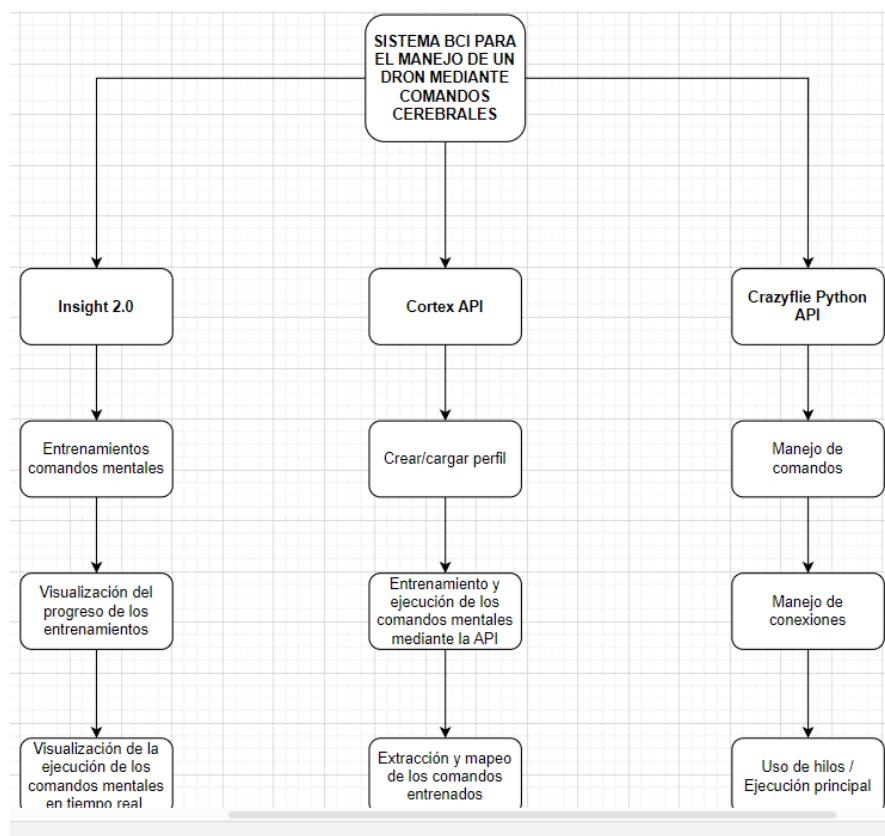 SISTEMA BCI PARA
EL MANEJO DE UN
DRON MEDIANTE
COMANDOS
CEREBRALES
Insight 2.0
Cortex API
Crazyflie Python
API
Entrenamientos
comandos mentales
Crear/cargar perfil
Manejo de
comandos
Visualización del
progreso de los
entrenamientos
Entrenamiento y
ejecución de los
comandos mentales
mediante la API
Manejo de
conexiones
Visualización de la
ejecución de los
comandos mentales
en tiempo real
Extracción y mapeo
de los comandos
entrenados
Uso de hilos /
Ejecución principal